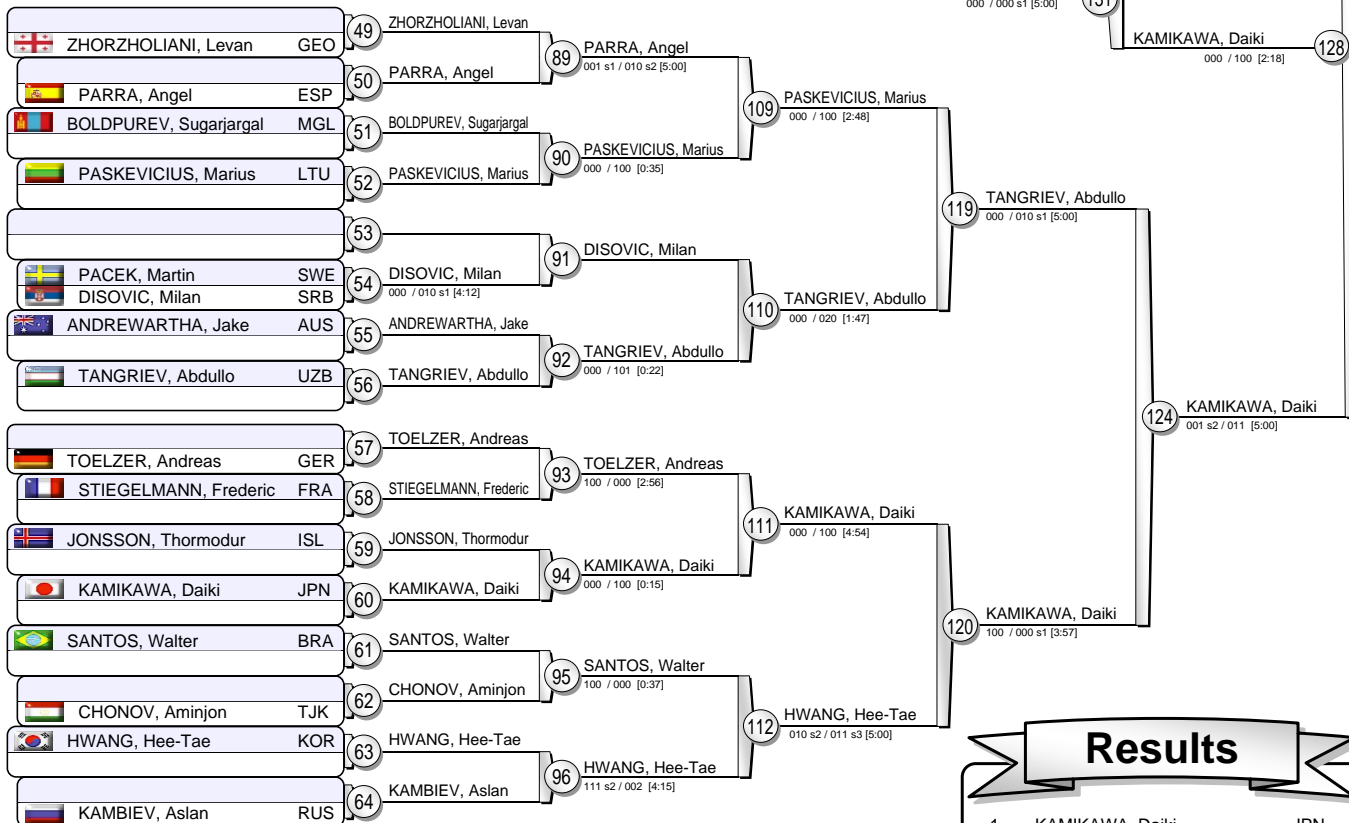 000 / 000 s1 [5:00]
131
KAMIKAWA, Daiki
000 / 100 [2:18]
128
ZHORZHOLIANI, Levan GEO
49
ZHORZHOLIANI, Levan
PARRA, Angel ESP
50
PARRA, Angel
89
PARRA, Angel
001 s1 / 010 s2 [5:00]
BOLDPUREV, Sugarjargal MGL
51
BOLDPUREV, Sugarjargal
PASKEVICIUS, Marius LTU
52
PASKEVICIUS, Marius
90
PASKEVICIUS, Marius
000 / 100 [0:35]
109
PASKEVICIUS, Marius
000 / 100 [2:48]
53
PACEK, Martin SWE
DISOVIC, Milan SRB
54
DISOVIC, Milan
000 / 010 s1 [4:12]
91
DISOVIC, Milan
ANDREWARTHA, Jake AUS
55
ANDREWARTHA, Jake
TANGRIEV, Abdullo UZB
56
TANGRIEV, Abdullo
92
TANGRIEV, Abdullo
000 / 101 [0:22]
110
TANGRIEV, Abdullo
000 / 020 [1:47]
119
TANGRIEV, Abdullo
000 / 010 s1 [5:00]
TOELZER, Andreas GER
57
TOELZER, Andreas
STIEGELMANN, Frederic FRA
58
STIEGELMANN, Frederic
93
TOELZER, Andreas
100 / 000 [2:56]
JONSSON, Thormodur ISL
59
JONSSON, Thormodur
KAMIKAWA, Daiki JPN
60
KAMIKAWA, Daiki
94
KAMIKAWA, Daiki
000 / 100 [0:15]
111
KAMIKAWA, Daiki
000 / 100 [4:54]
SANTOS, Walter BRA
61
SANTOS, Walter
CHONOV, Aminjon TJK
62
CHONOV, Aminjon
95
SANTOS, Walter
100 / 000 [0:37]
HWANG, Hee-Tae KOR
63
HWANG, Hee-Tae
KAMBIEV, Aslan RUS
64
KAMBIEV, Aslan
96
HWANG, Hee-Tae
111 s2 / 002 [4:15]
112
HWANG, Hee-Tae
010 s2 / 011 s3 [5:00]
120
KAMIKAWA, Daiki
100 / 000 s1 [3:57]
124
KAMIKAWA, Daiki
001 s2 / 011 [5:00]
Results
1 KAMIKAWA, Daiki JPN